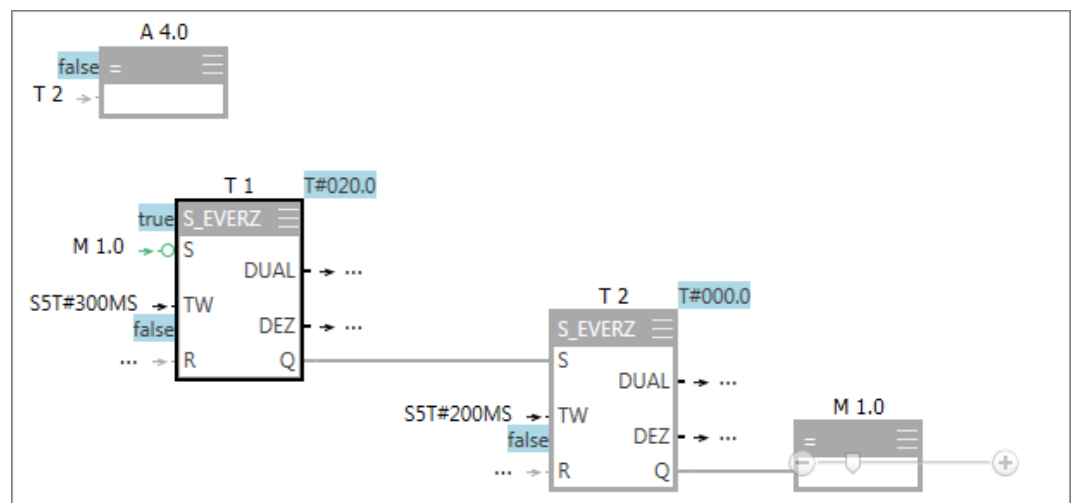 A 4.0
false =
T 2
T 1 T#020.0
true S_EVERZ
M 1.0 S
DUAL ...
S5T#300MS TW
false DEZ ...
... R Q
T 2 T#000.0
S_EVERZ
S
DUAL ...
S5T#200MS TW
false DEZ ...
... R Q
M 1.0
=